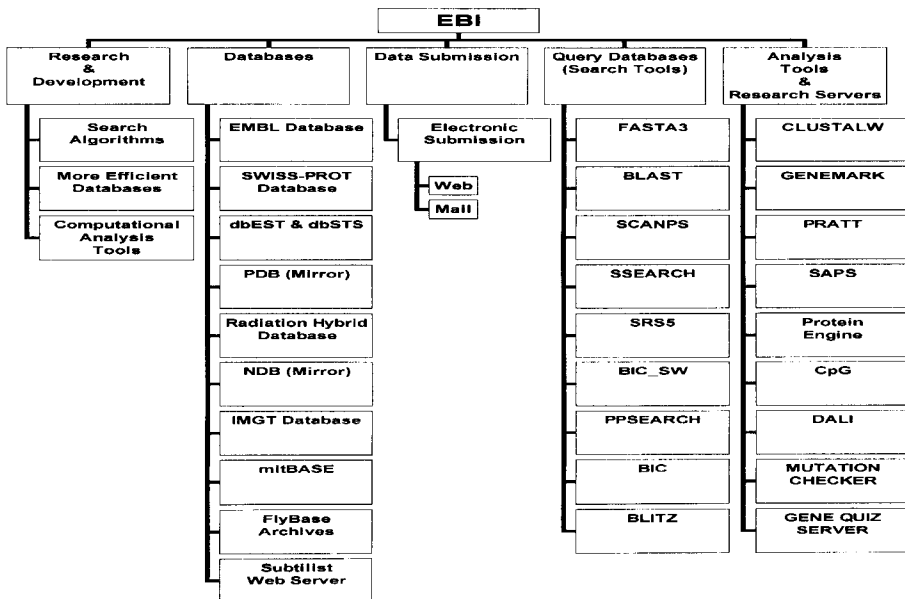 EBI
Research
&
Development
Search
Algorithms
More Efficient
Databases
Computational
Analysis
Tools
Databases
EMBL Database
SWISS-PROT
Database
dbEST & dbSTS
PDB (Mirror)
Radiation Hybrid
Database
NDB (Mirror)
IMGT Database
mitBASE
FlyBase
Archives
Subtilist
Web Server
Data Submission
Electronic
Submission
Web
Mail
Query Databases
(Search Tools)
FASTA3
BLAST
SCANPS
SSEARCH
SRS5
BIC_SW
PPSEARCH
BIC
BLITZ
Analysis
Tools
&
Research Servers
CLUSTALW
GENEMARK
PRATT
SAPS
Protein
Engine
CpG
DALI
MUTATION
CHECKER
GENE QUIZ
SERVER